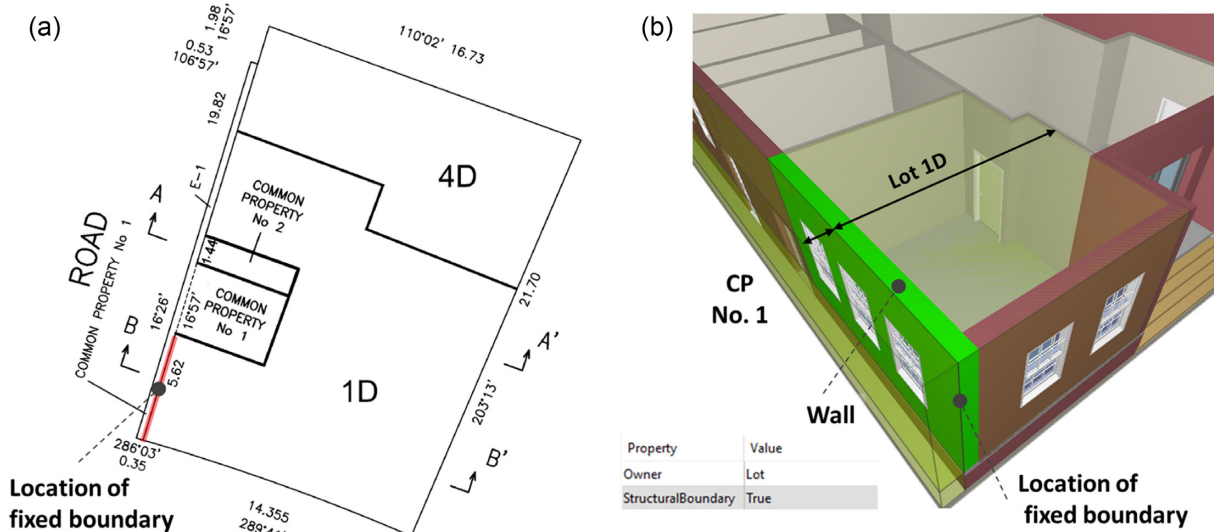 (a)
1.98
16°57'
0.53
106°57'
110°02' 16.73
19.82
E-1
4D
A
COMMON
PROPERTY
No 2
ROAD
COMMON PROPERTY No 1
1.44
COMMON
PROPERTY
No 1
21.70
16°26'
16°57'
B
A'
5.62
1D
203°13'
B'
286°03'
0.35
Location of
fixed boundary
14.355
(b)
Lot 1D
CP
No. 1
Wall
Property Value
Owner Lot
StructuralBoundary True
Location of
fixed boundary